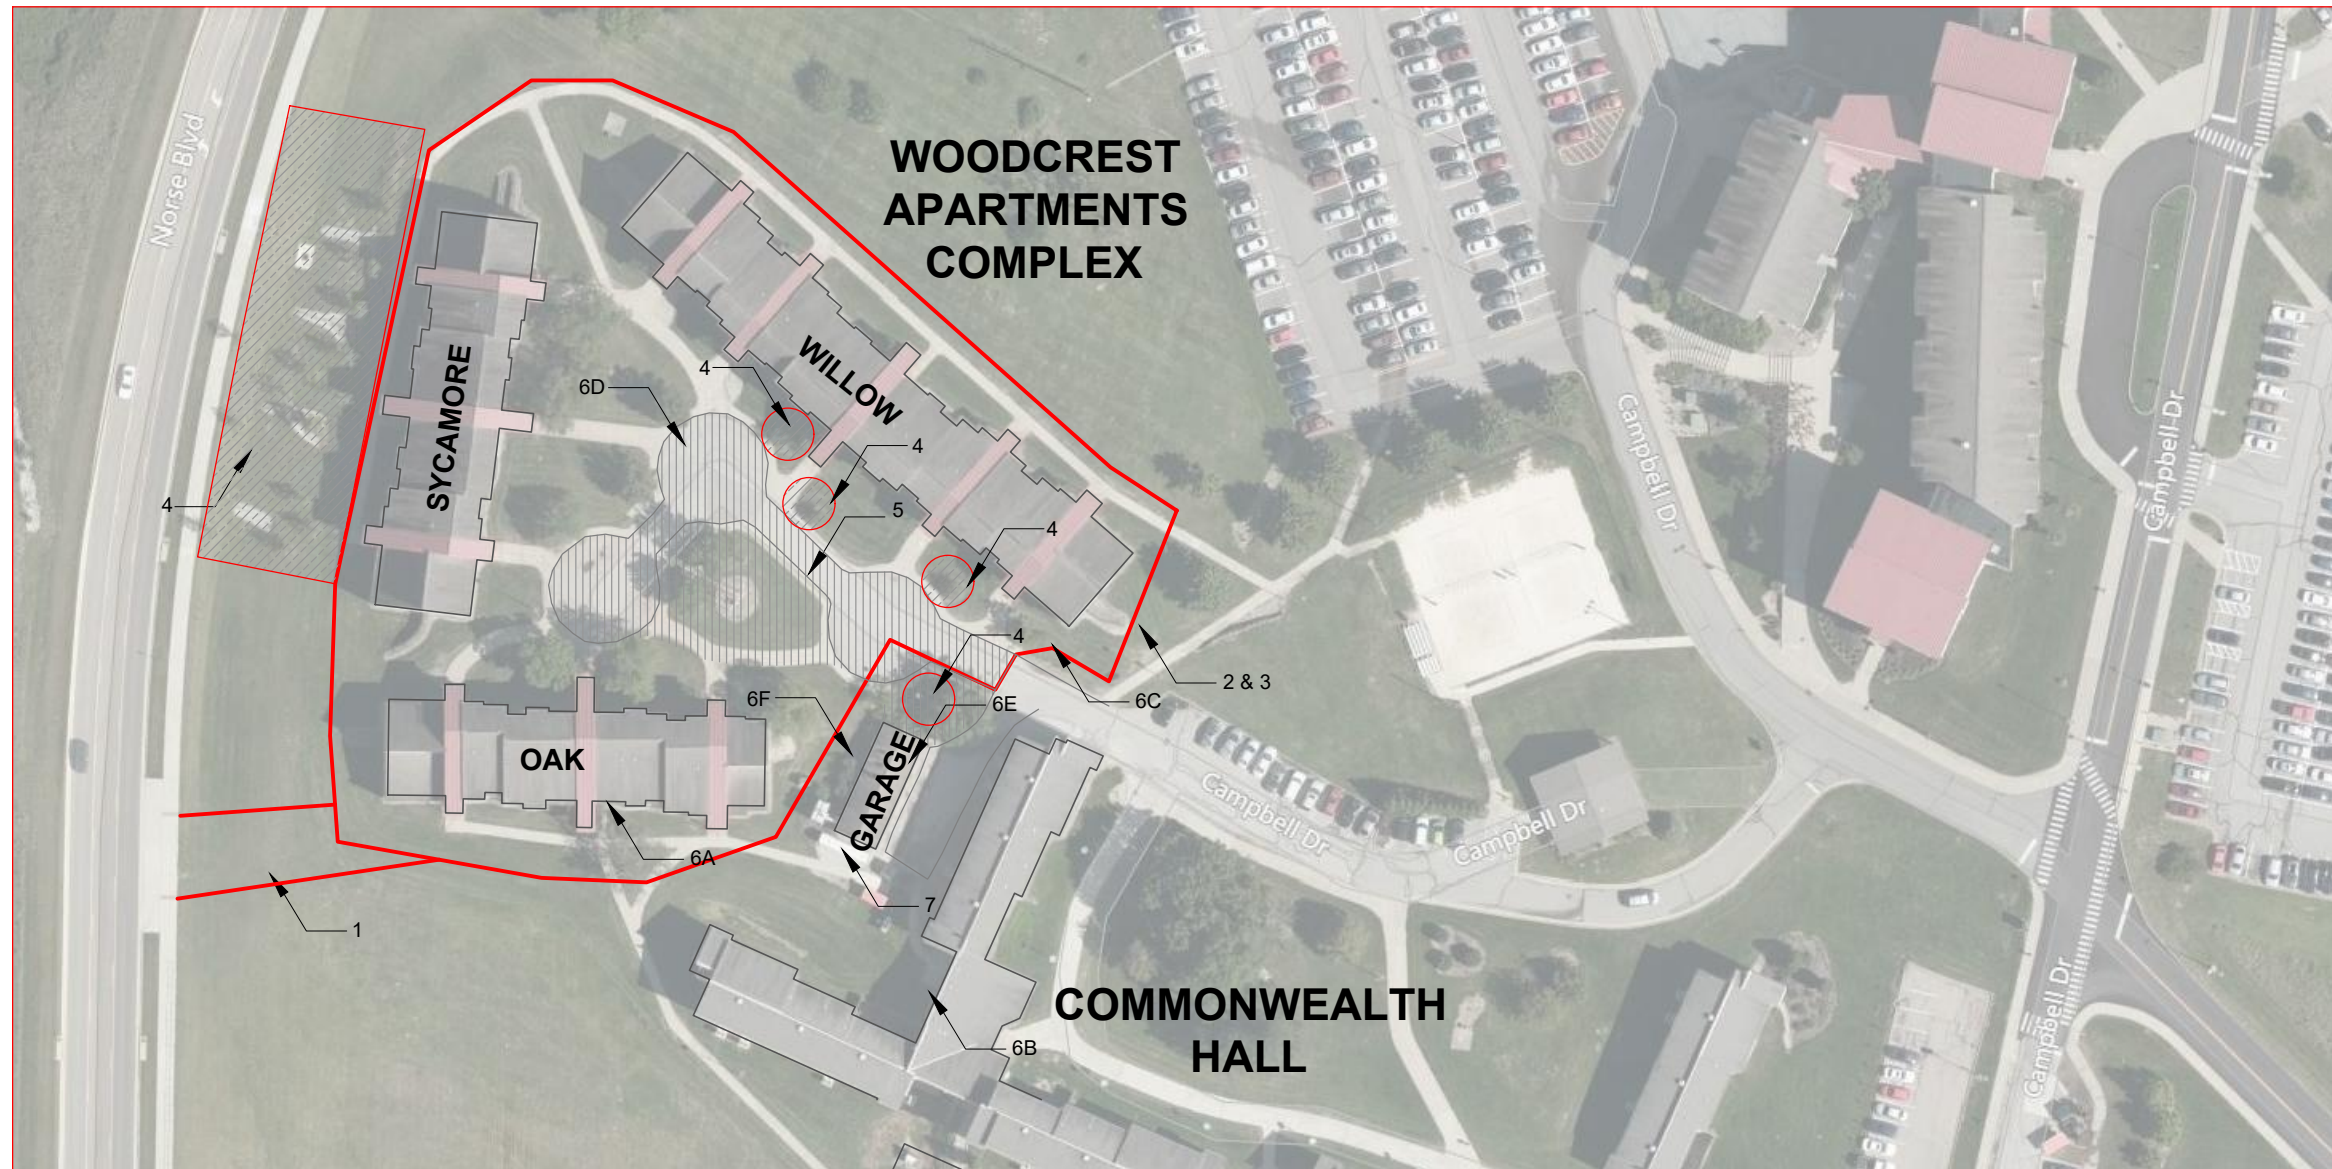 Norse Blvd
WOODCREST
APARTMENTS
COMPLEX
SYCAMORE
WILLOW
4
6D
4
4
5
4
4
Campbell Dr
Campbell Dr
2 & 3
6C
6F
6E
OAK
GARAGE
6A
7
1
Campbell Dr
Campbell Dr
COMMONWEALTH
HALL
6B
Campbell Dr